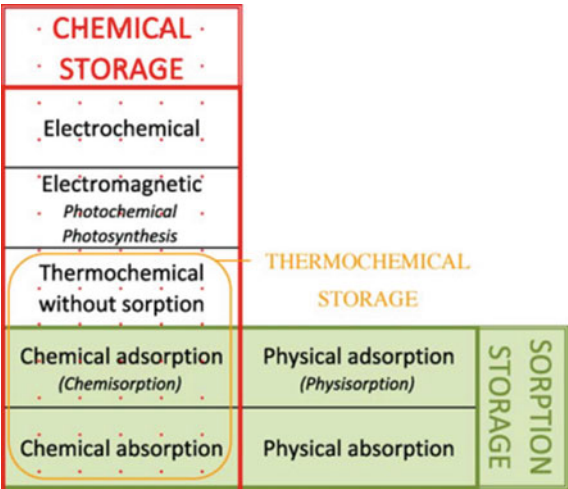 CHEMICAL
STORAGE
Electrochemical
Electromagnetic
Photochemical
Photosynthesis
Thermochemical
without sorption
THERMOCHEMICAL
STORAGE
Chemical adsorption
(Chemisorption)
Physical adsorption
(Physisorption)
Chemical absorption
Physical absorption
SORPTION
STORAGE